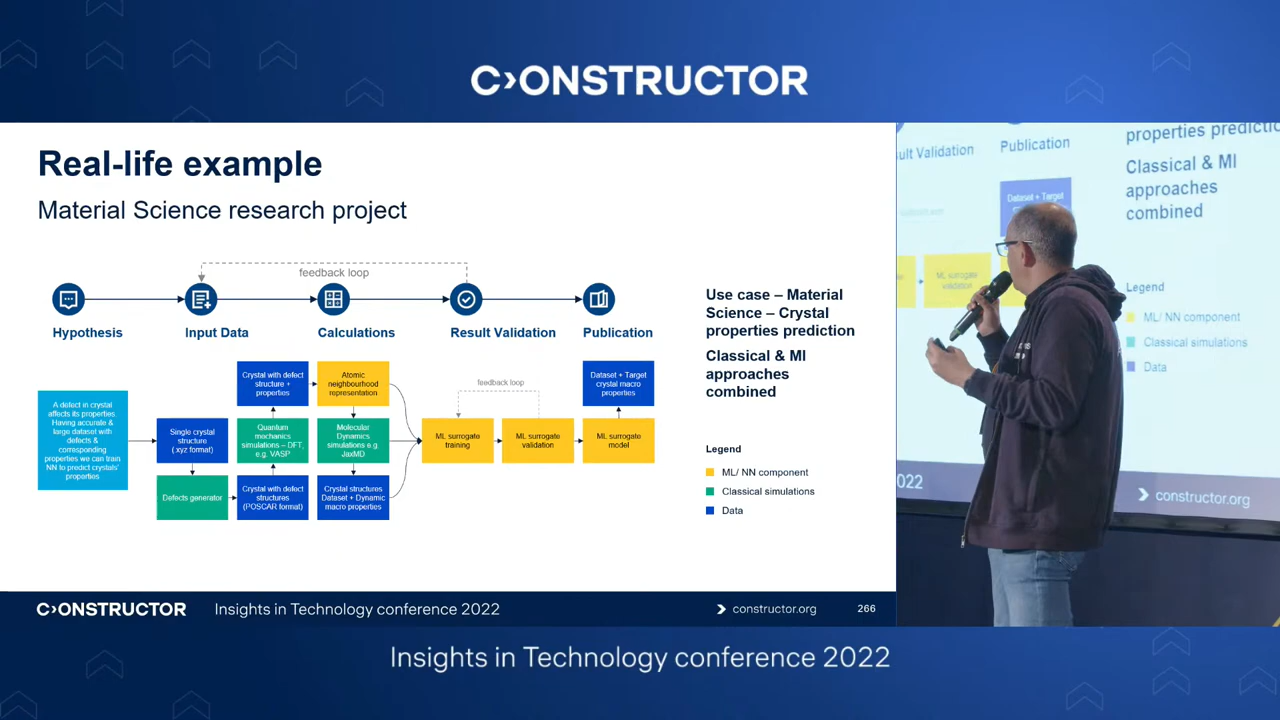 C›ONSTRUCTOR
Real-life example
Material Science research project
feedback loop
Hypothesis
Input Data
Calculations
Result Validation
Publication
A defect in crystal
affects its properties.
Having accurate &
large dataset with
defects &
corresponding
properties we can train
NN to predict crystals'
properties
Single crystal
structure
(.xyz format)
Defects generator
Crystal with defect
structure +
properties
Quantum
mechanics
simulations – DFT,
e.g. VASP
Crystal with defect
structures
(POSCAR format)
Atomic
neighbourhood
representation
Molecular
Dynamics
simulations e.g.
JaxMD
Crystal structures
Dataset + Dynamic
macro properties
feedback loop
ML surrogate
training
ML surrogate
validation
Dataset + Target
crystal macro
properties
ML surrogate
model
Use case – Material
Science – Crystal
properties prediction
Classical & MI
approaches
combined
Legend
ML/ NN component
Classical simulations
Data
C›ONSTRUCTOR
Insights in Technology conference 2022
constructor.org
266
sult Validation
Publication
properties predictio
Classical & MI
approaches
combined
Dataset + Target
ML surrogate
validation
Legend
ML/ NN component
Classical simulations
Data
022
constructor.org
Insights in Technology conference 2022